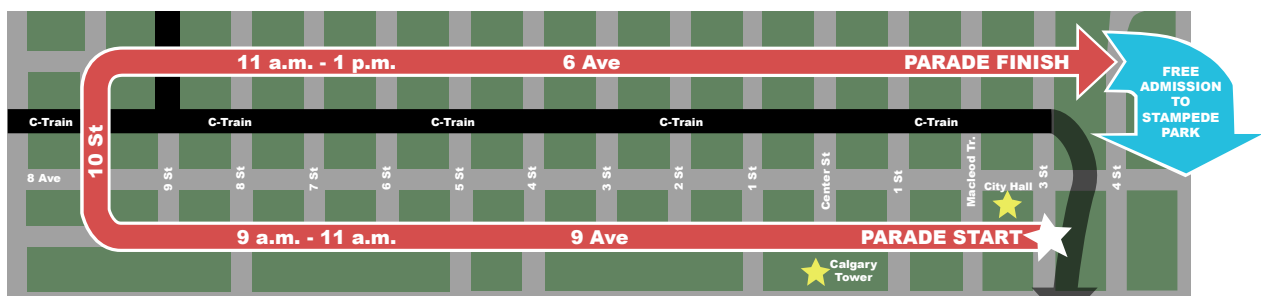 11 a.m. - 1 p.m.
6 Ave
PARADE FINISH
FREE
ADMISSION
TO
STAMPEDE
PARK
C-Train
C-Train
C-Train
C-Train
C-Train
10 St
8 Ave
9 St
8 St
7 St
6 St
5 St
4 St
3 St
2 St
1 St
Center St
1 St
Macleod Tr.
City Hall
3 St
4 St
9 a.m. - 11 a.m.
9 Ave
PARADE START
Calgary
Tower